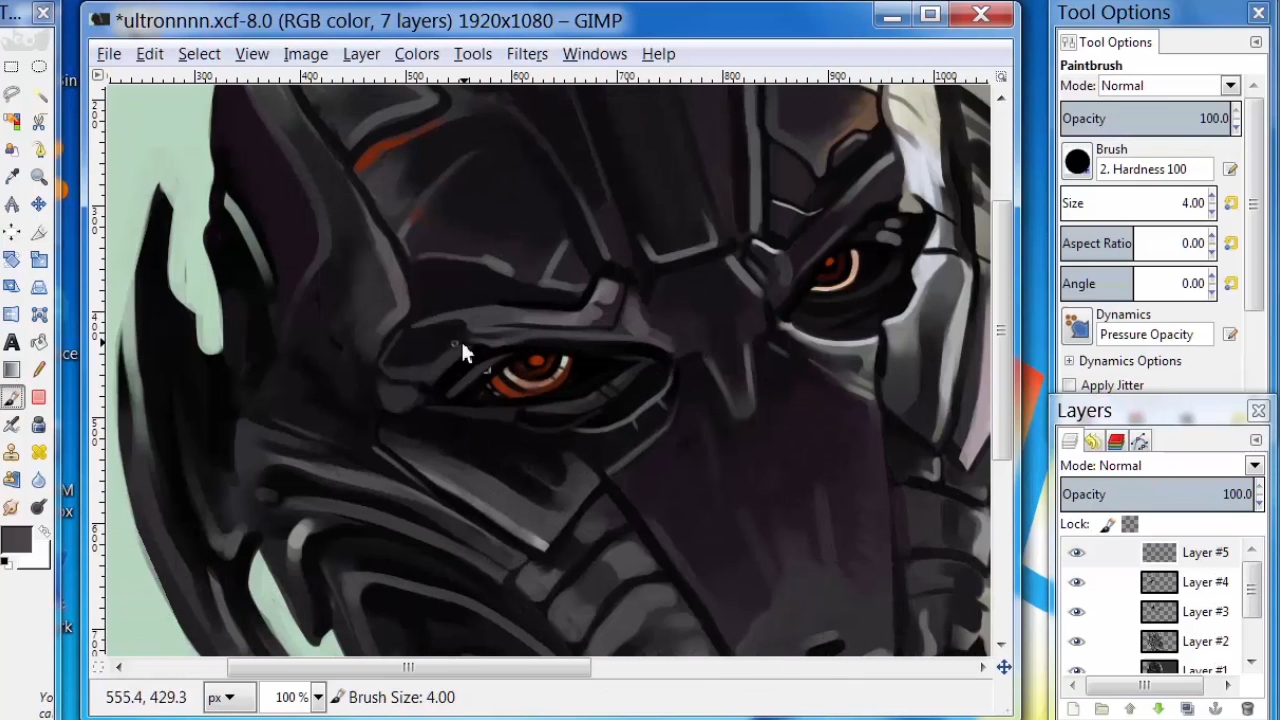 T...
*ultronnnn.xcf-8.0 (RGB color, 7 layers) 1920x1080 – GIMP
File Edit Select View Image Layer Colors Tools Filters Windows Help
300 400 500 600 700 800 900 1000
Tool Options
Tool Options
Paintbrush
Mode: Normal
Opacity 100.0
Brush
2. Hardness 100
Size 4.00
Aspect Ratio 0.00
Angle 0.00
Dynamics
Pressure Opacity
Dynamics Options
Apply Jitter
Layers
Mode: Normal
Opacity 100.0
Lock:
Layer #5
Layer #4
Layer #3
Layer #2
Layer #1
555.4, 429.3 px 100 % Brush Size: 4.00
Yo
ca